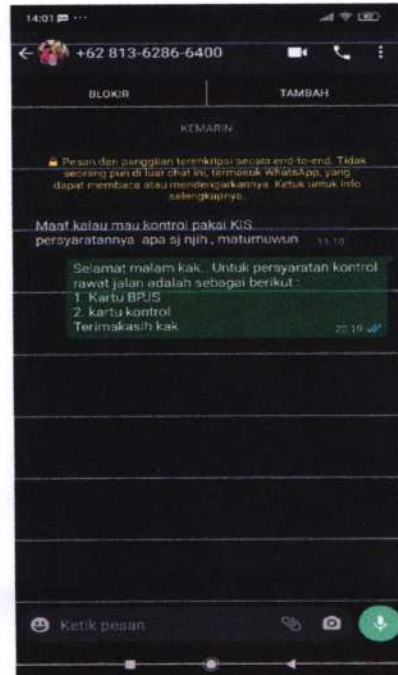 14:01
+62 813-6286-6400
BLOKIR
TAMBAH
KEMARIN
Pesan dan panggilan terenkripsi secara end-to-end. Tidak
seorang pun di luar chat ini, termasuk WhatsApp, yang
dapat membaca atau mendengarkannya. Ketuk untuk info
selengkapnya.
Maaf kalau mau kontrol pakai KIS
persyaratannya apa sj njih , maturnuwun 11.10
Selamat malam kak.. Untuk persyaratan kontrol
rawat jalan adalah sebagai berikut :
1. Kartu BPJS
2. kartu kontrol
Terimakasih kak 20.19
Ketik pesan